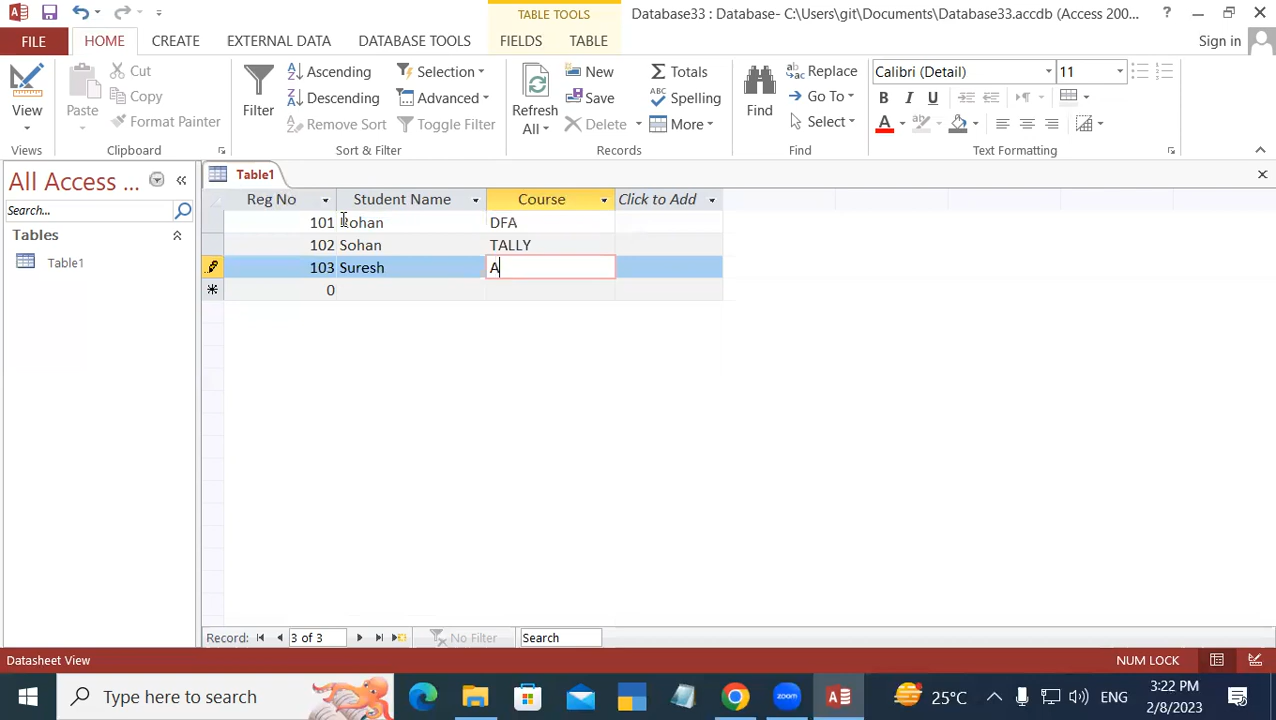 TABLE TOOLS Database33 : Database- C:\Users\git\Documents\Database33.accdb (Access 200... ?
FILE HOME CREATE EXTERNAL DATA DATABASE TOOLS FIELDS TABLE Sign in
View
Views
Paste
Cut
Copy
Format Painter
Clipboard
Filter
Ascending
Descending
Remove Sort
Selection
Advanced
Toggle Filter
Sort & Filter
Refresh
All
New
Save
Delete
Totals
Spelling
More
Records
Find
Replace
Go To
Select
Find
Calibri (Detail) 11
B I U
A ab
Text Formatting
All Access ...
Search...
Tables
Table1
Table1
Reg No Student Name Course Click to Add
101 Rohan DFA
102 Sohan TALLY
103 Suresh A
0
Record: 3 of 3 No Filter Search
Datasheet View NUM LOCK
Type here to search zoom 25°C ENG 3:22 PM
2/8/2023